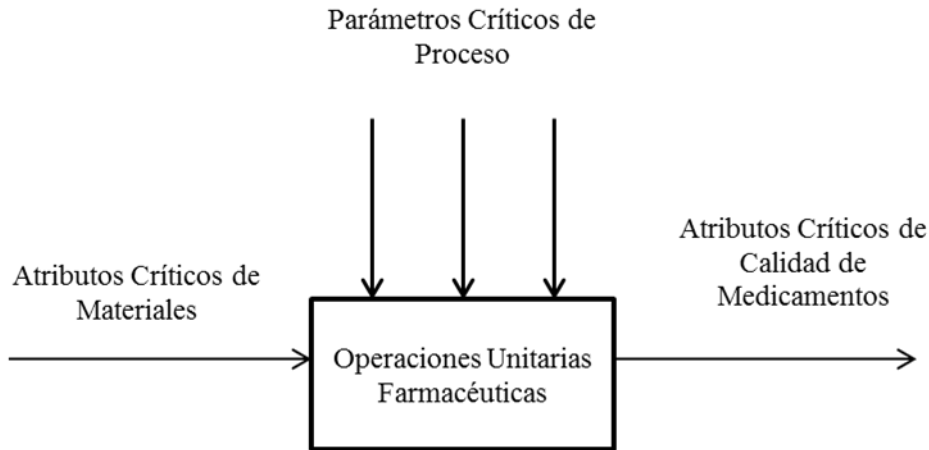 Parámetros Críticos de
Proceso
Atributos Críticos de
Materiales
Operaciones Unitarias
Farmacéuticas
Atributos Críticos de
Calidad de
Medicamentos